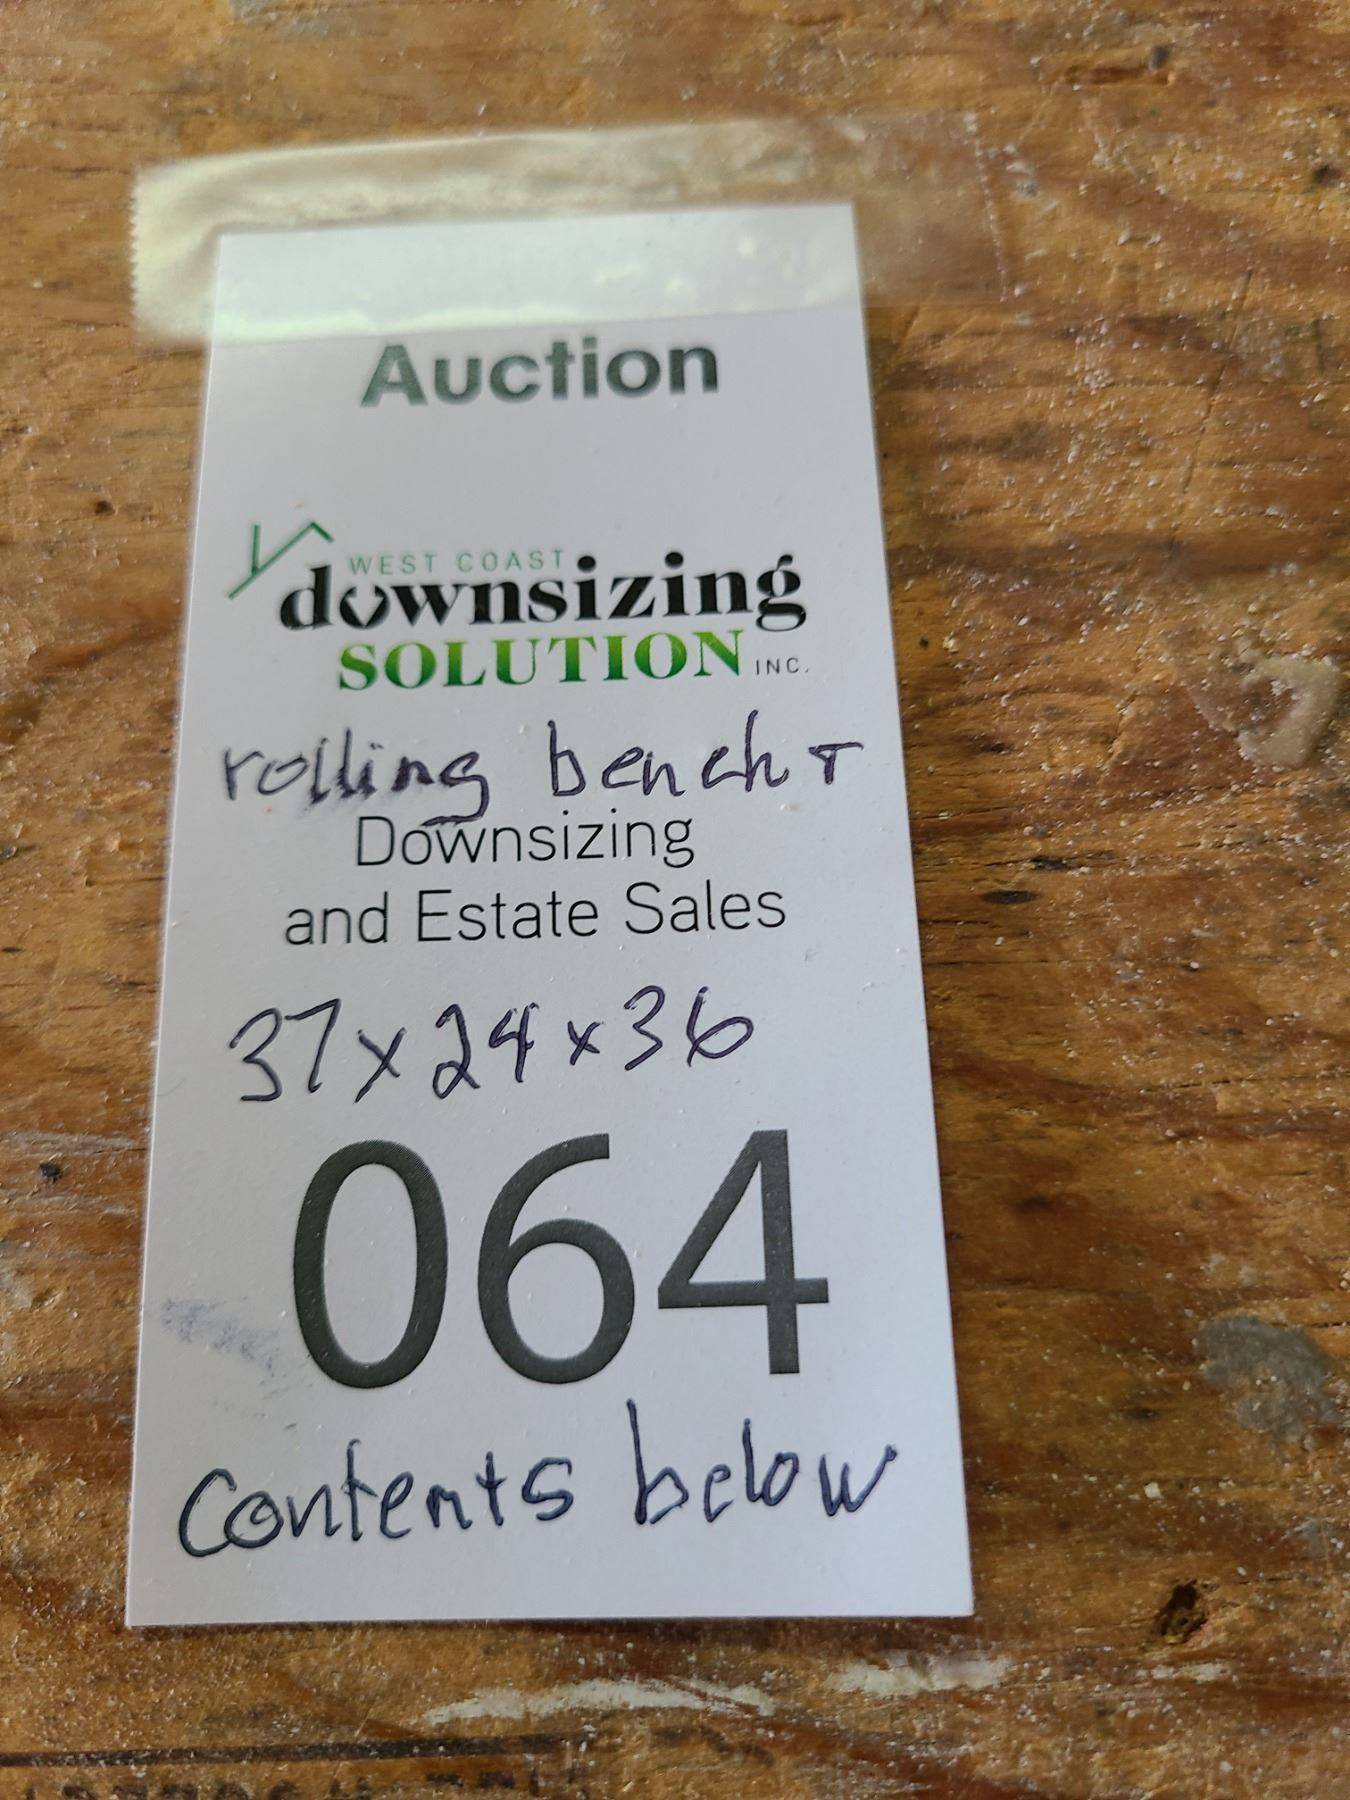 Auction
WEST COAST
downsizing
SOLUTION INC.
rolling bench +
Downsizing
and Estate Sales
37x24x36
064
Contents below